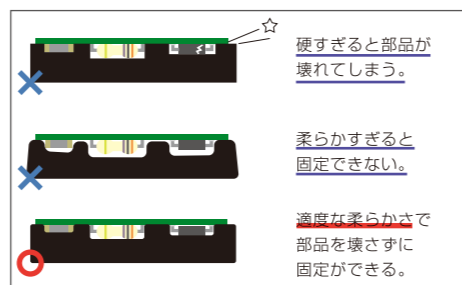 硬すぎると部品が
壊れてしまう。
柔らかすぎると
固定できない。
適度な柔らかさで
部品を壊さずに
固定ができる。